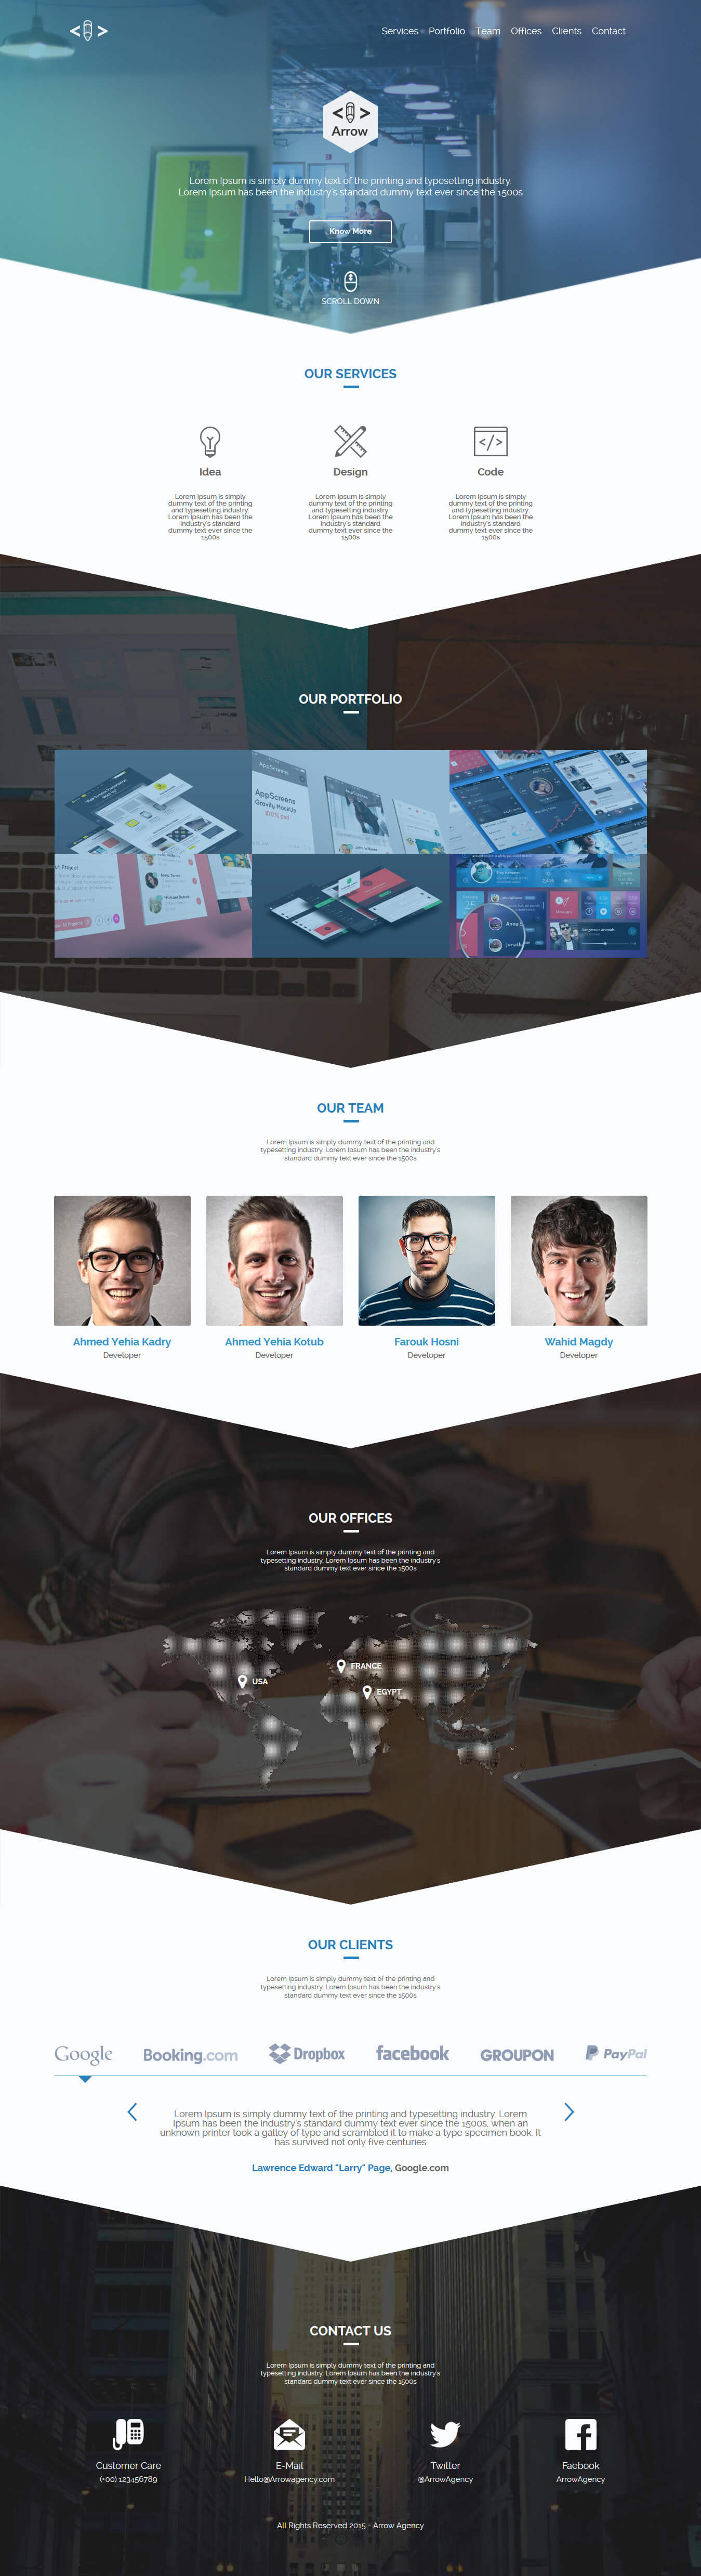 Services Portfolio Team Offices Clients Contact
Arrow
Lorem Ipsum is simply dummy text of the printing and typesetting industry.
Lorem Ipsum has been the industry's standard dummy text ever since the 1500s
Know More
SCROLL DOWN
OUR SERVICES
Idea
Lorem Ipsum is simply
dummy text of the printing
and typesetting industry.
Lorem Ipsum has been the
industry's standard
dummy text ever since the
1500s
Design
Lorem Ipsum is simply
dummy text of the printing
and typesetting industry.
Lorem Ipsum has been the
industry's standard
dummy text ever since the
1500s
Code
Lorem Ipsum is simply
dummy text of the printing
and typesetting industry.
Lorem Ipsum has been the
industry's standard
dummy text ever since the
1500s
OUR PORTFOLIO
AppScreens
AppScreens
Gravity MockUp
OUR TEAM
Lorem Ipsum is simply dummy text of the printing and
typesetting industry. Lorem Ipsum has been the industry's
standard dummy text ever since the 1500s
Ahmed Yehia Kadry
Developer
Ahmed Yehia Kotub
Developer
Farouk Hosni
Developer
Wahid Magdy
Developer
OUR OFFICES
Lorem Ipsum is simply dummy text of the printing and
typesetting industry. Lorem Ipsum has been the industry's
standard dummy text ever since the 1500s
FRANCE
USA
EGYPT
OUR CLIENTS
Lorem Ipsum is simply dummy text of the printing and
typesetting industry. Lorem Ipsum has been the industry's
standard dummy text ever since the 1500s
Google Booking.com Dropbox facebook GROUPON PayPal
Lorem Ipsum is simply dummy text of the printing and typesetting industry. Lorem
Ipsum has been the industry's standard dummy text ever since the 1500s, when an
unknown printer took a galley of type and scrambled it to make a type specimen book. It
has survived not only five centuries
Lawrence Edward "Larry" Page, Google.com
CONTACT US
Lorem Ipsum is simply dummy text of the printing and
typesetting industry. Lorem Ipsum has been the industry's
standard dummy text ever since the 1500s
Customer Care
(+00) 123456789
E-Mail
Hello@Arrowagency.com
Twitter
@ArrowAgency
Faebook
ArrowAgency
All Rights Reserved 2015 - Arrow Agency